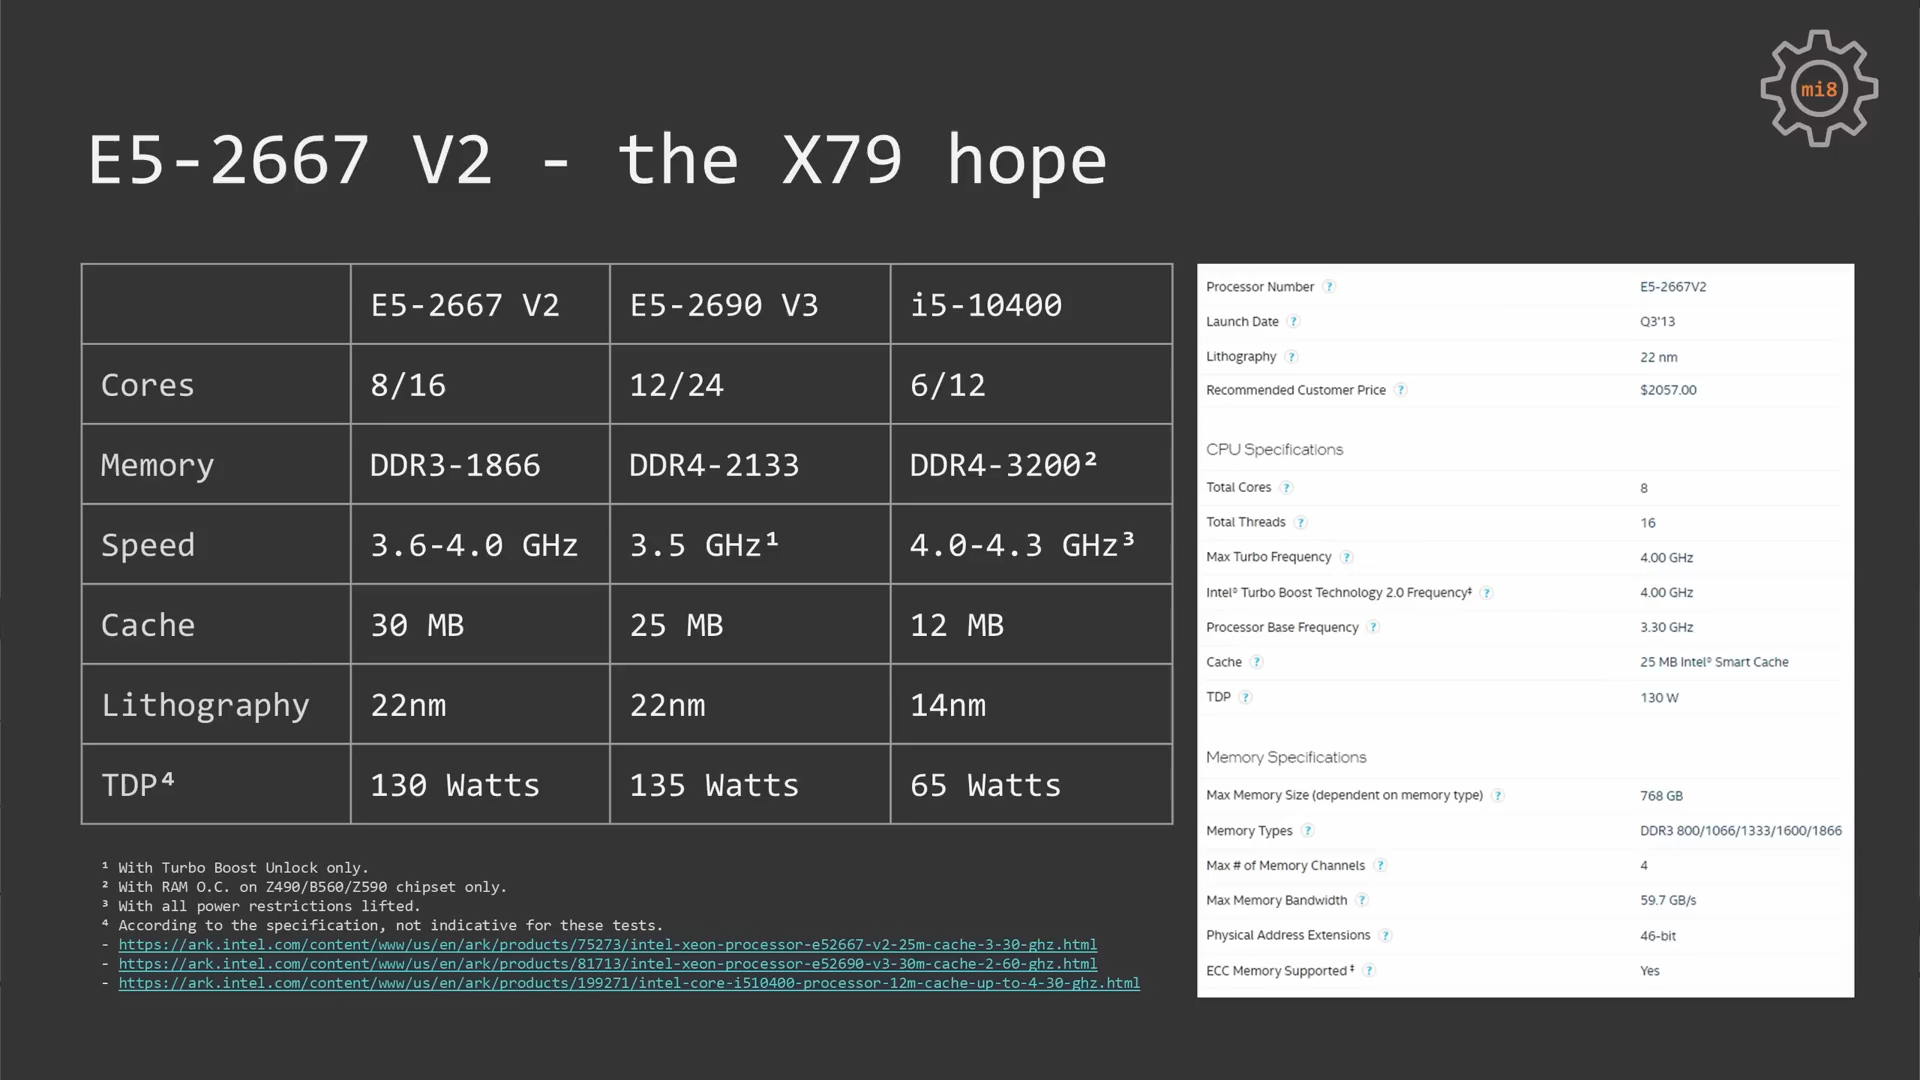 mi8
E5-2667 V2 - the X79 hope
E5-2667 V2 E5-2690 V3 i5-10400
Cores 8/16 12/24 6/12
Memory DDR3-1866 DDR4-2133 DDR4-3200²
Speed 3.6-4.0 GHz 3.5 GHz¹ 4.0-4.3 GHz³
Cache 30 MB 25 MB 12 MB
Lithography 22nm 22nm 14nm
TDP⁴ 130 Watts 135 Watts 65 Watts
¹ With Turbo Boost Unlock only.
² With RAM O.C. on Z490/B560/Z590 chipset only.
³ With all power restrictions lifted.
⁴ According to the specification, not indicative for these tests.
- https://ark.intel.com/content/www/us/en/ark/products/75273/intel-xeon-processor-e52667-v2-25m-cache-3-30-ghz.html
- https://ark.intel.com/content/www/us/en/ark/products/81713/intel-xeon-processor-e52690-v3-30m-cache-2-60-ghz.html
- https://ark.intel.com/content/www/us/en/ark/products/199271/intel-core-i510400-processor-12m-cache-up-to-4-30-ghz.html
Processor Number ? E5-2667V2
Launch Date ? Q3'13
Lithography ? 22 nm
Recommended Customer Price ? $2057.00
CPU Specifications
Total Cores ? 8
Total Threads ? 16
Max Turbo Frequency ? 4.00 GHz
Intel® Turbo Boost Technology 2.0 Frequency‡ ? 4.00 GHz
Processor Base Frequency ? 3.30 GHz
Cache ? 25 MB Intel® Smart Cache
TDP ? 130 W
Memory Specifications
Max Memory Size (dependent on memory type) ? 768 GB
Memory Types ? DDR3 800/1066/1333/1600/1866
Max # of Memory Channels ? 4
Max Memory Bandwidth ? 59.7 GB/s
Physical Address Extensions ? 46-bit
ECC Memory Supported ‡ ? Yes